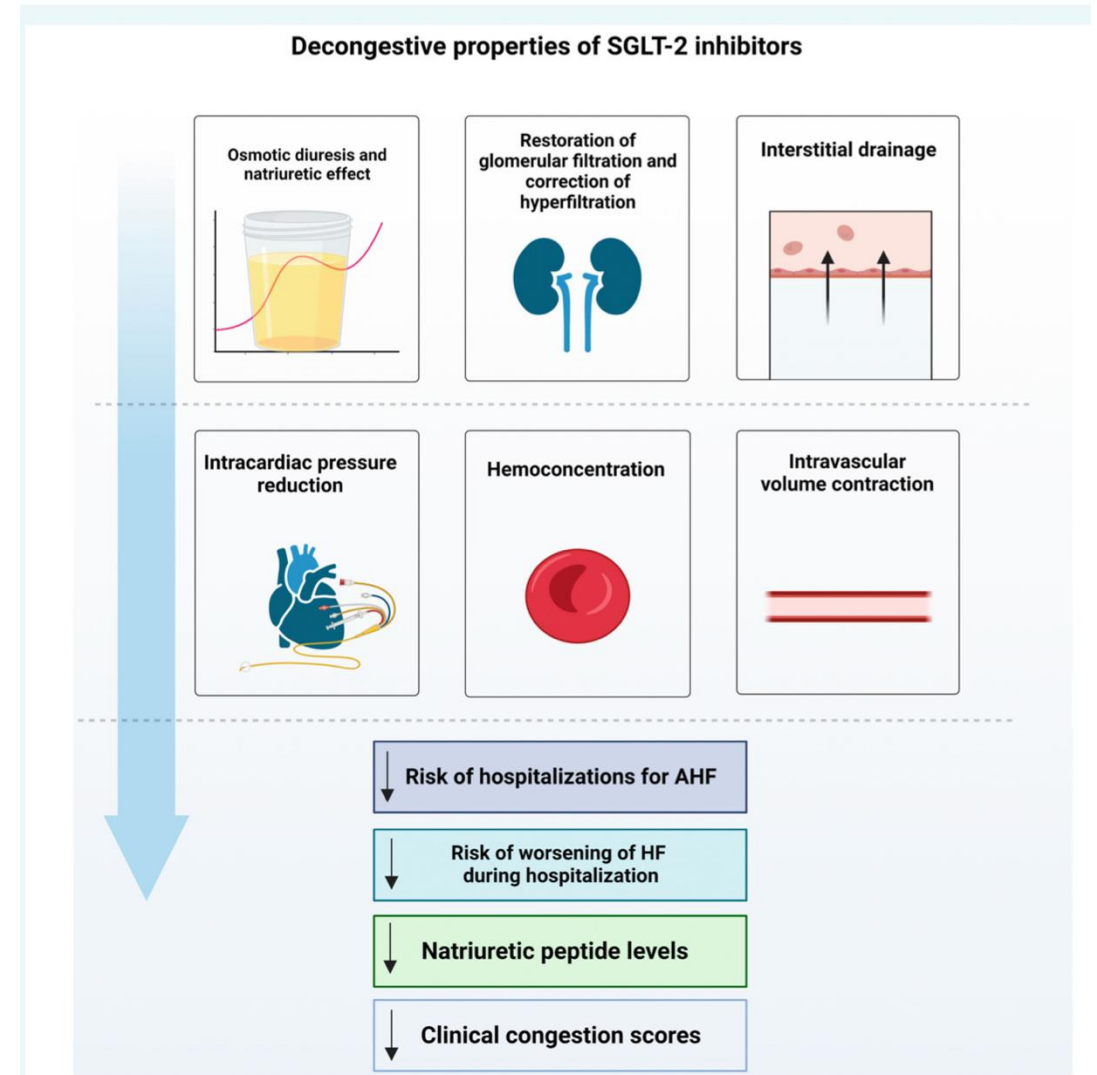 Decongestive properties of SGLT-2 inhibitors
Osmotic diuresis and
natriuretic effect
Restoration of
glomerular filtration and
correction of
hyperfiltration
Interstitial drainage
Intracardiac pressure
reduction
Hemoconcentration
Intravascular
volume contraction
Risk of hospitalizations for AHF
Risk of worsening of HF
during hospitalization
Natriuretic peptide levels
Clinical congestion scores